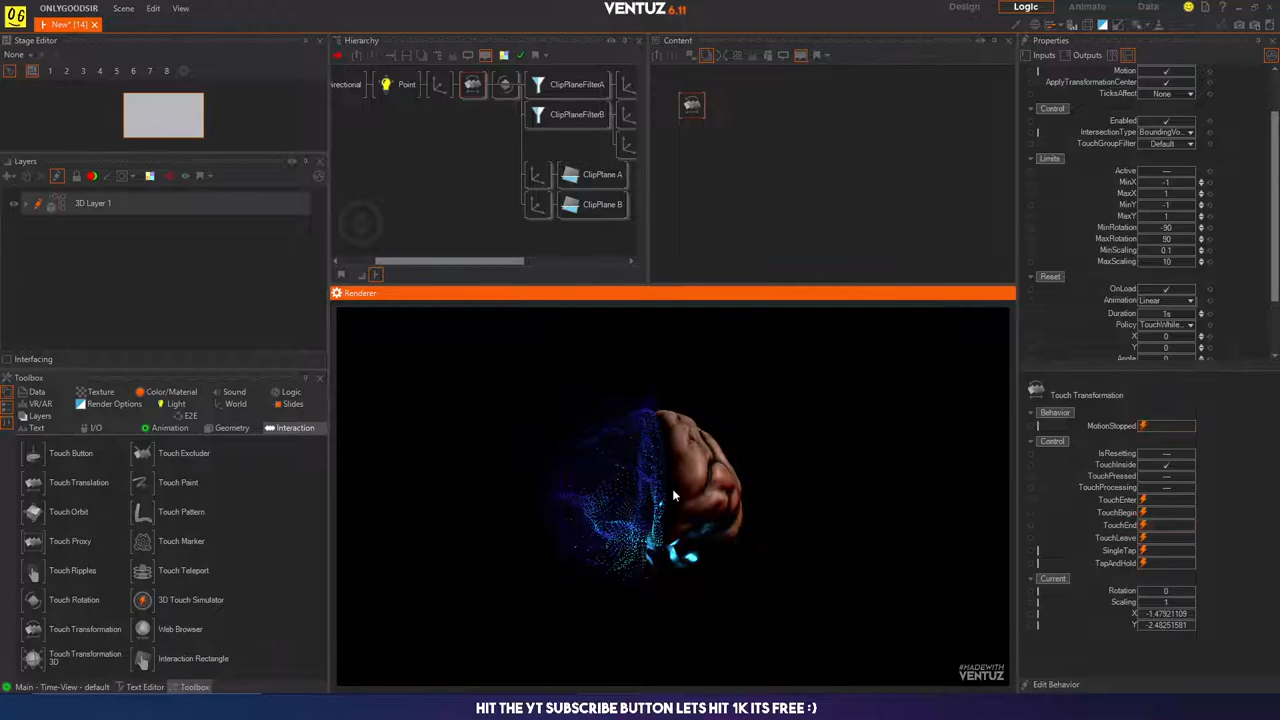 06
ONLYGOODSIR
Scene
Edit
View
VENTUZ 6.11
Design
Logic
Animate
Data
New* [14]
Stage Editor
None
1 2 3 4 5 6 7 8
Layers
3D Layer 1
Interfacing
Toolbox
Data
Texture
Color/Material
Sound
Logic
VR/AR
Render Options
Light
World
Slides
Layers
E2E
Text
I/O
Animation
Geometry
Interaction
Touch Button
Touch Excluder
Touch Translation
Touch Paint
Touch Orbit
Touch Pattern
Touch Proxy
Touch Marker
Touch Ripples
Touch Teleport
Touch Rotation
3D Touch Simulator
Touch Transformation
Web Browser
Touch Transformation 3D
Interaction Rectangle
Main - Time-View - default
Text Editor
Toolbox
Hierarchy
irectional
Point
ClipPlaneFilterA
ClipPlaneFilterB
ClipPlane A
ClipPlane B
Content
Renderer
#MADEWITH
VENTUZ
Properties
Inputs
Outputs
Motion
ApplyTransformationCenter
TicksAffect None
Control
Enabled
IntersectionType BoundingVo...
TouchGroupFilter Default
Limits
Active
MinX -1
MaxX 1
MinY -1
MaxY 1
MinRotation -90
MaxRotation 90
MinScaling 0.1
MaxScaling 10
Reset
OnLoad
Animation Linear
Duration 1s
Policy TouchWhile...
X 0
Y 0
Angle 0
Touch Transformation
Behavior
MotionStopped
Control
IsResetting
TouchInside
TouchPressed
TouchProcessing
TouchEnter
TouchBegin
TouchEnd
TouchLeave
SingleTap
TapAndHold
Current
Rotation 0
Scaling 1
X -1.47921109
Y -2.48251581
Edit Behavior
HIT THE YT SUBSCRIBE BUTTON LETS HIT 1K ITS FREE :)